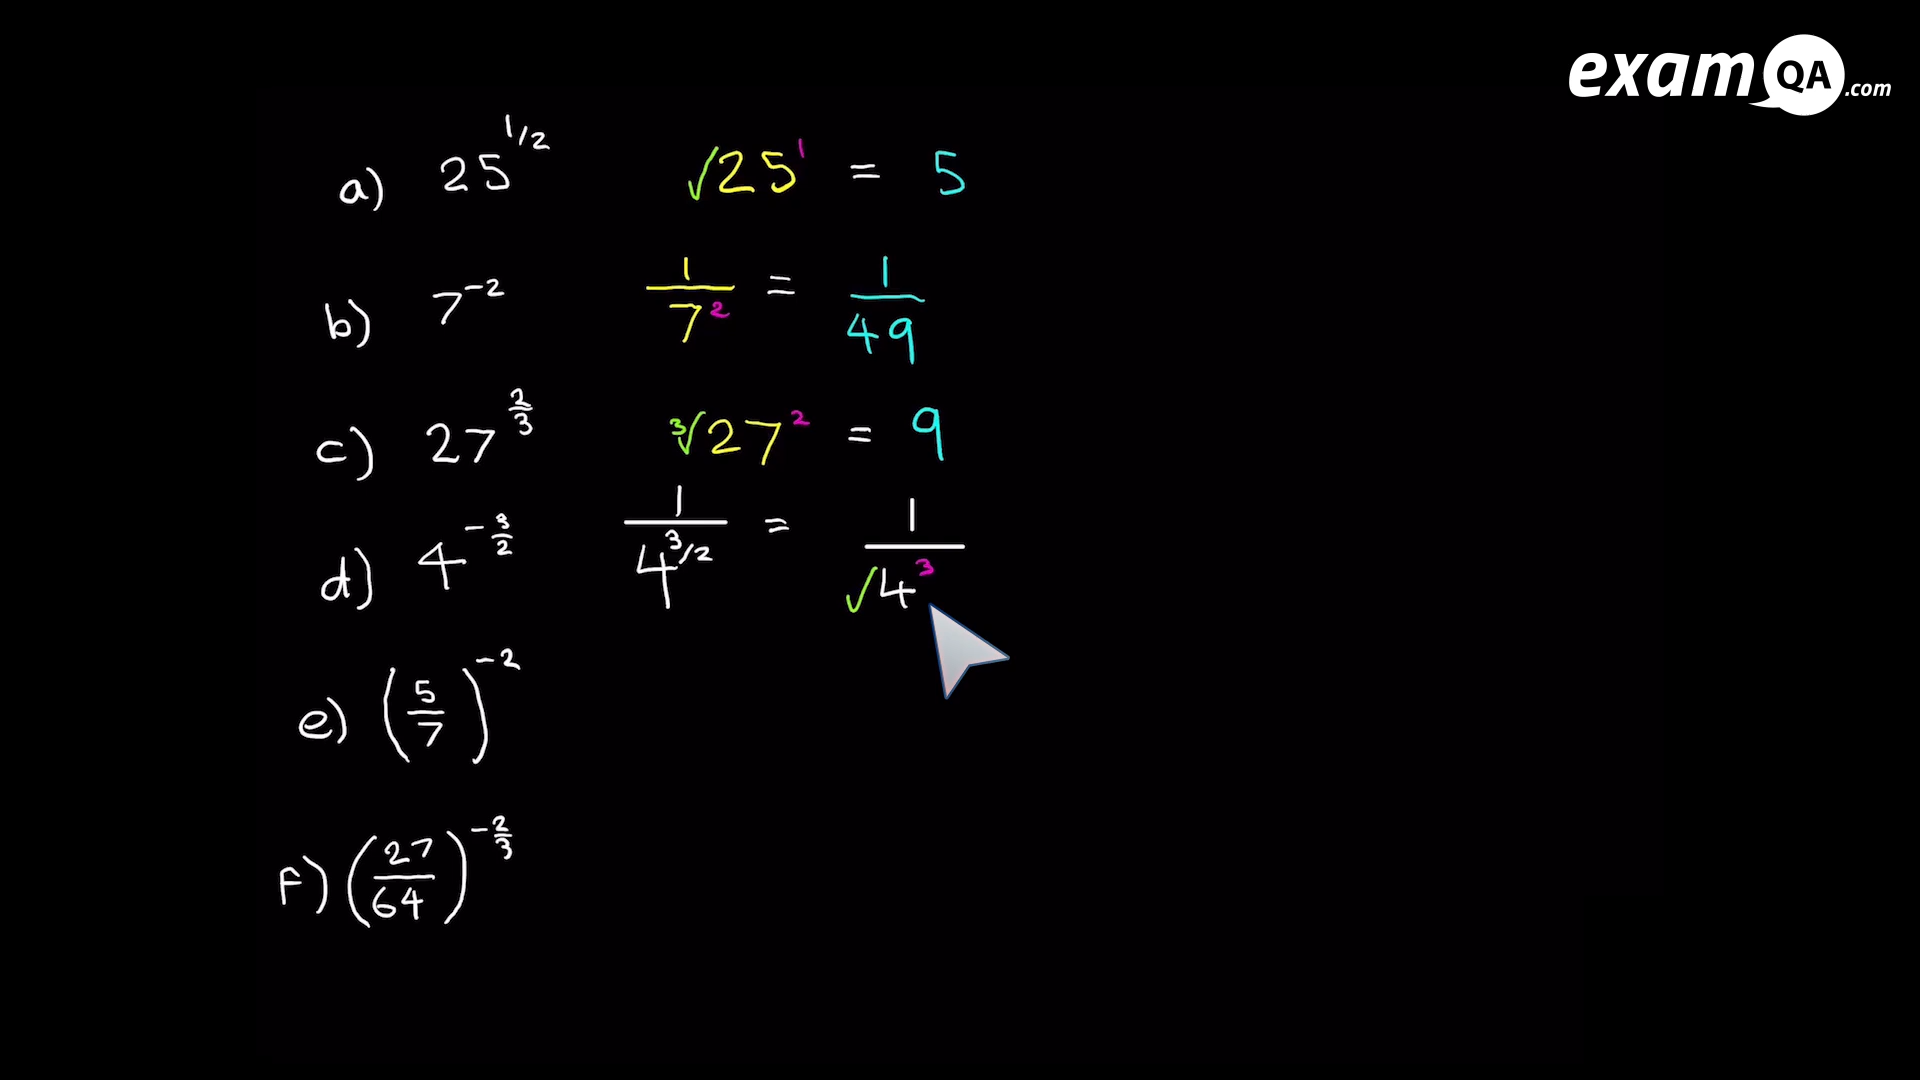 examQA.com
a) 25^1/2 √25^1 = 5
b) 7^-2 1/7^2 = 1/49
c) 27^2/3 ³√27^2 = 9
d) 4^-3/2 1/4^3/2 = 1/√4^3
e) (5/7)^-2
F) (27/64)^-2/3